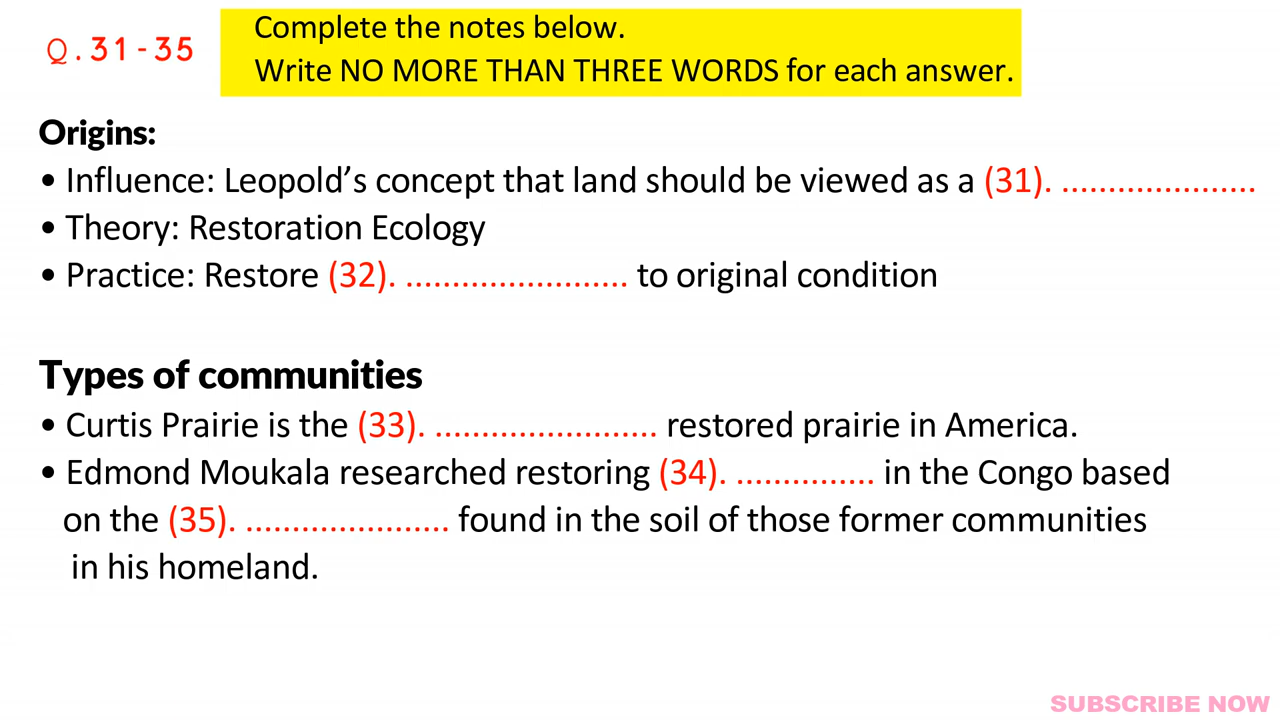 Q.31-35
Complete the notes below.
Write NO MORE THAN THREE WORDS for each answer.
Origins:
• Influence: Leopold’s concept that land should be viewed as a (31). .....................
• Theory: Restoration Ecology
• Practice: Restore (32). ........................ to original condition
Types of communities
• Curtis Prairie is the (33). ........................ restored prairie in America.
• Edmond Moukala researched restoring (34). ............... in the Congo based
on the (35). ...................... found in the soil of those former communities
in his homeland.
SUBSCRIBE NOW